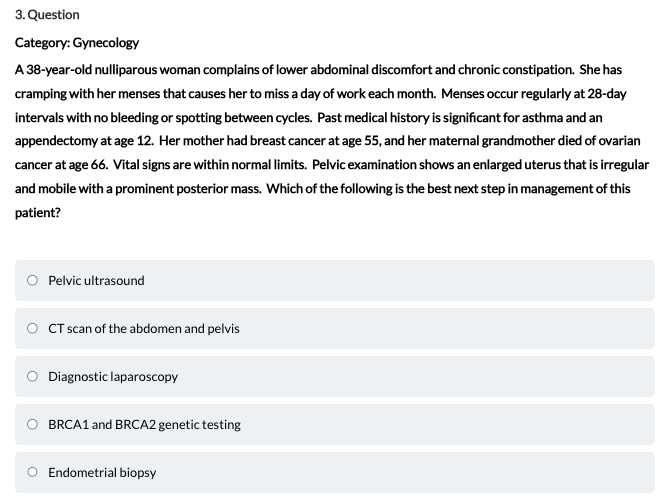 3. Question
Category: Gynecology
A 38-year-old nulliparous woman complains of lower abdominal discomfort and chronic constipation. She has
cramping with her menses that causes her to miss a day of work each month. Menses occur regularly at 28-day
intervals with no bleeding or spotting between cycles. Past medical history is significant for asthma and an
appendectomy at age 12. Her mother had breast cancer at age 55, and her maternal grandmother died of ovarian
cancer at age 66. Vital signs are within normal limits. Pelvic examination shows an enlarged uterus that is irregular
and mobile with a prominent posterior mass. Which of the following is the best next step in management of this
patient?
Pelvic ultrasound
CT scan of the abdomen and pelvis
Diagnostic laparoscopy
BRCA1 and BRCA2 genetic testing
Endometrial biopsy